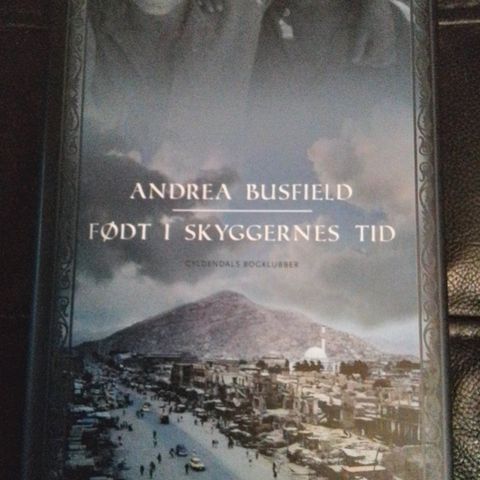 ANDREA BUSFIELD
FØDT I SKYGGERNES TID
GYLDENDALS BOGKLUBBER